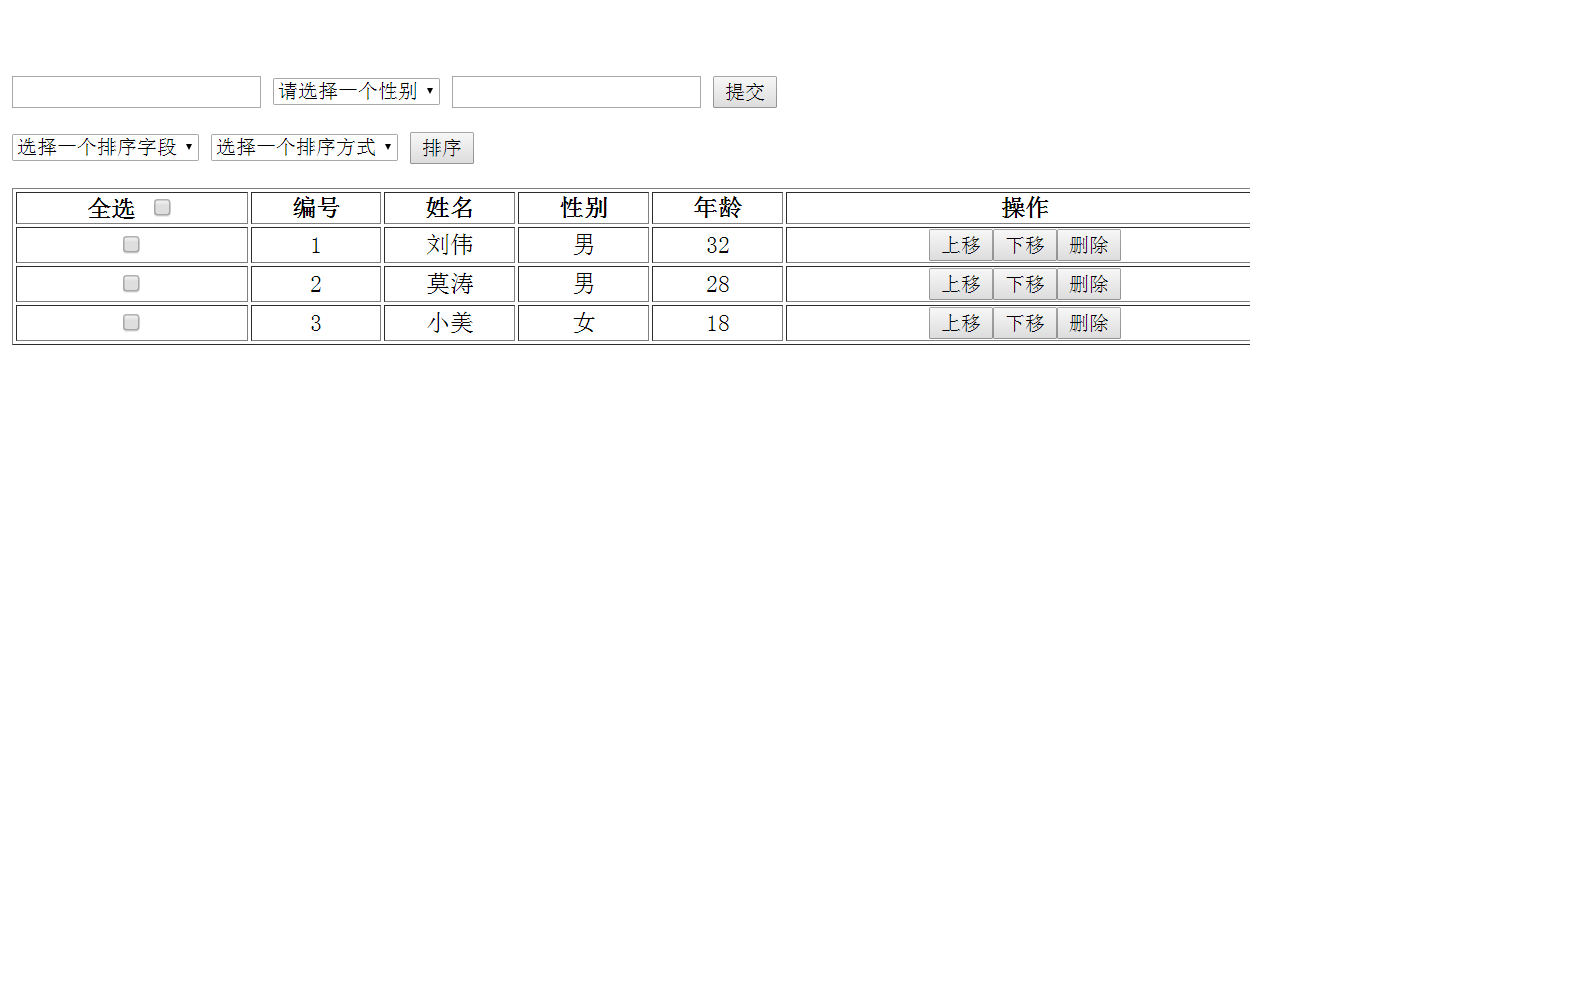 请选择一个性别 提交
选择一个排序字段 选择一个排序方式 排序
全选 编号 姓名 性别 年龄 操作
1 刘伟 男 32 上移 下移 删除
2 莫涛 男 28 上移 下移 删除
3 小美 女 18 上移 下移 删除